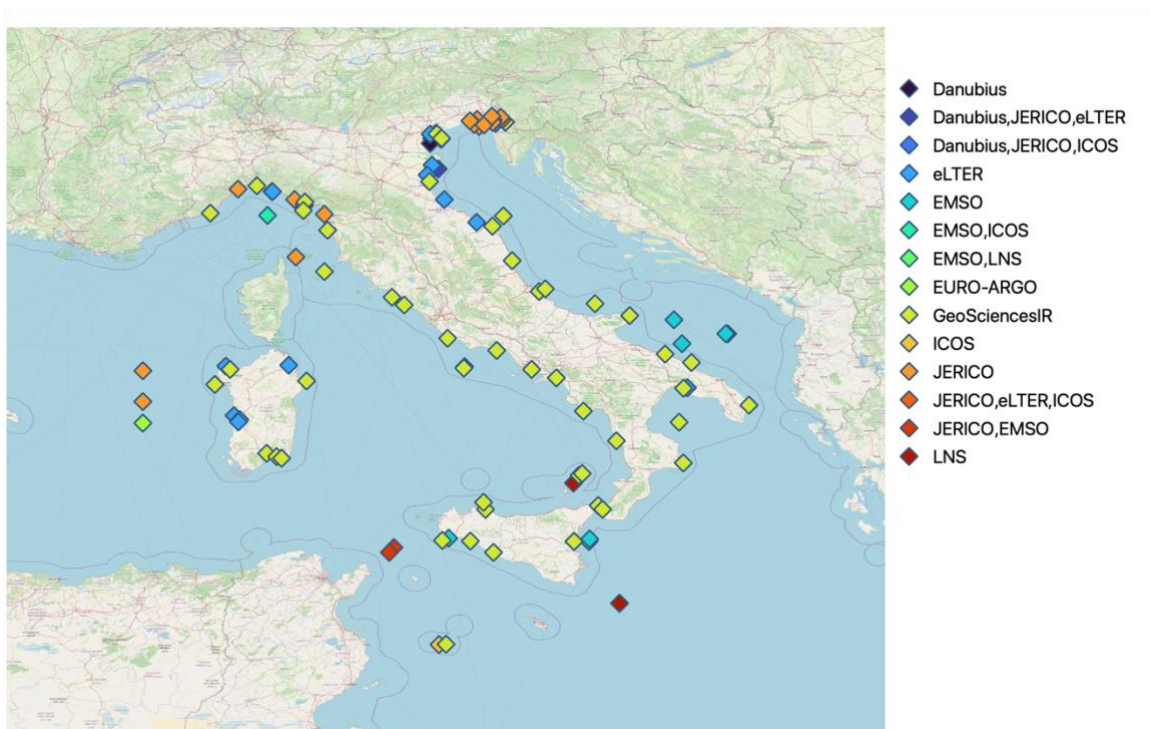 Danubius
Danubius,JERICO,eLTER
Danubius,JERICO,ICOS
eLTER
EMSO
EMSO,ICOS
EMSO,LNS
EURO-ARGO
GeoSciencesIR
ICOS
JERICO
JERICO,eLTER,ICOS
JERICO,EMSO
LNS